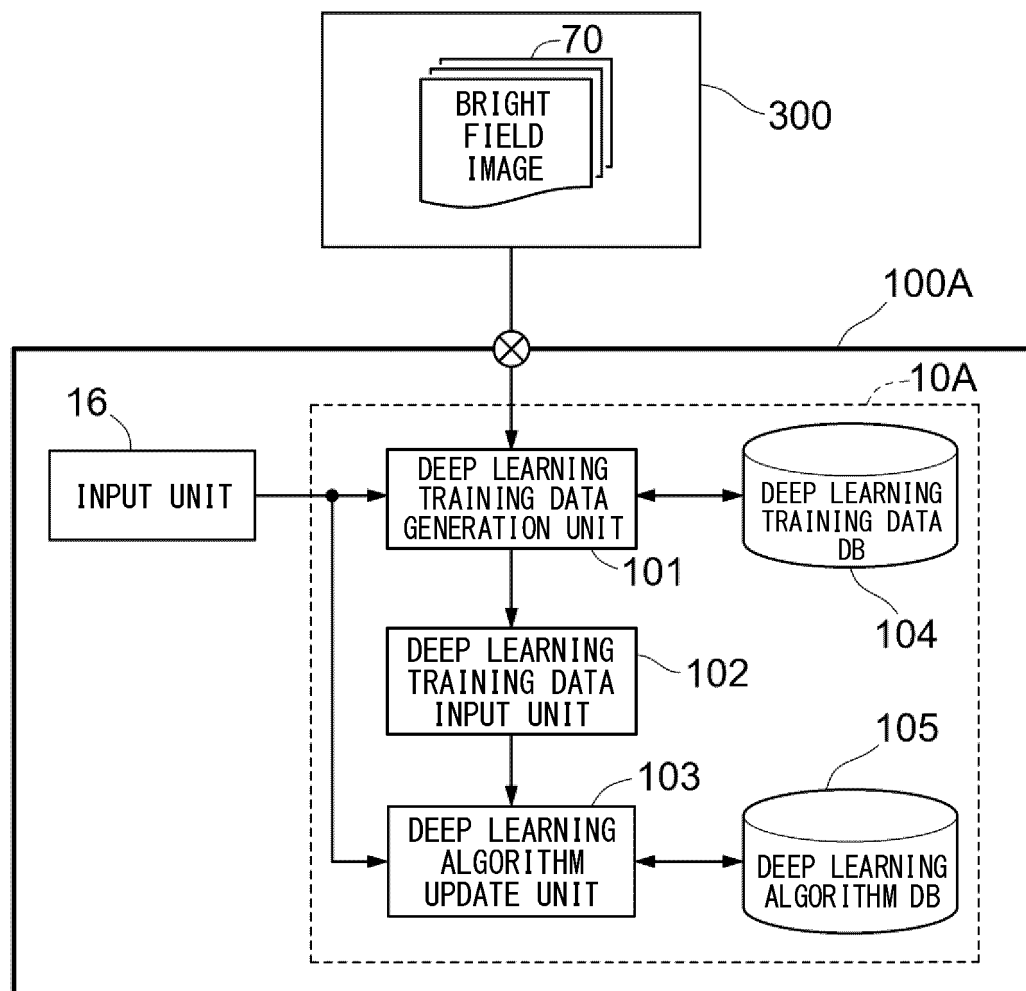 70
BRIGHT
FIELD
IMAGE
300
100A
10A
16
INPUT UNIT
DEEP LEARNING
TRAINING DATA
GENERATION UNIT
101
DEEP LEARNING
TRAINING DATA
DB
104
DEEP LEARNING
TRAINING DATA
INPUT UNIT
102
103
DEEP LEARNING
ALGORITHM
UPDATE UNIT
105
DEEP LEARNING
ALGORITHM DB